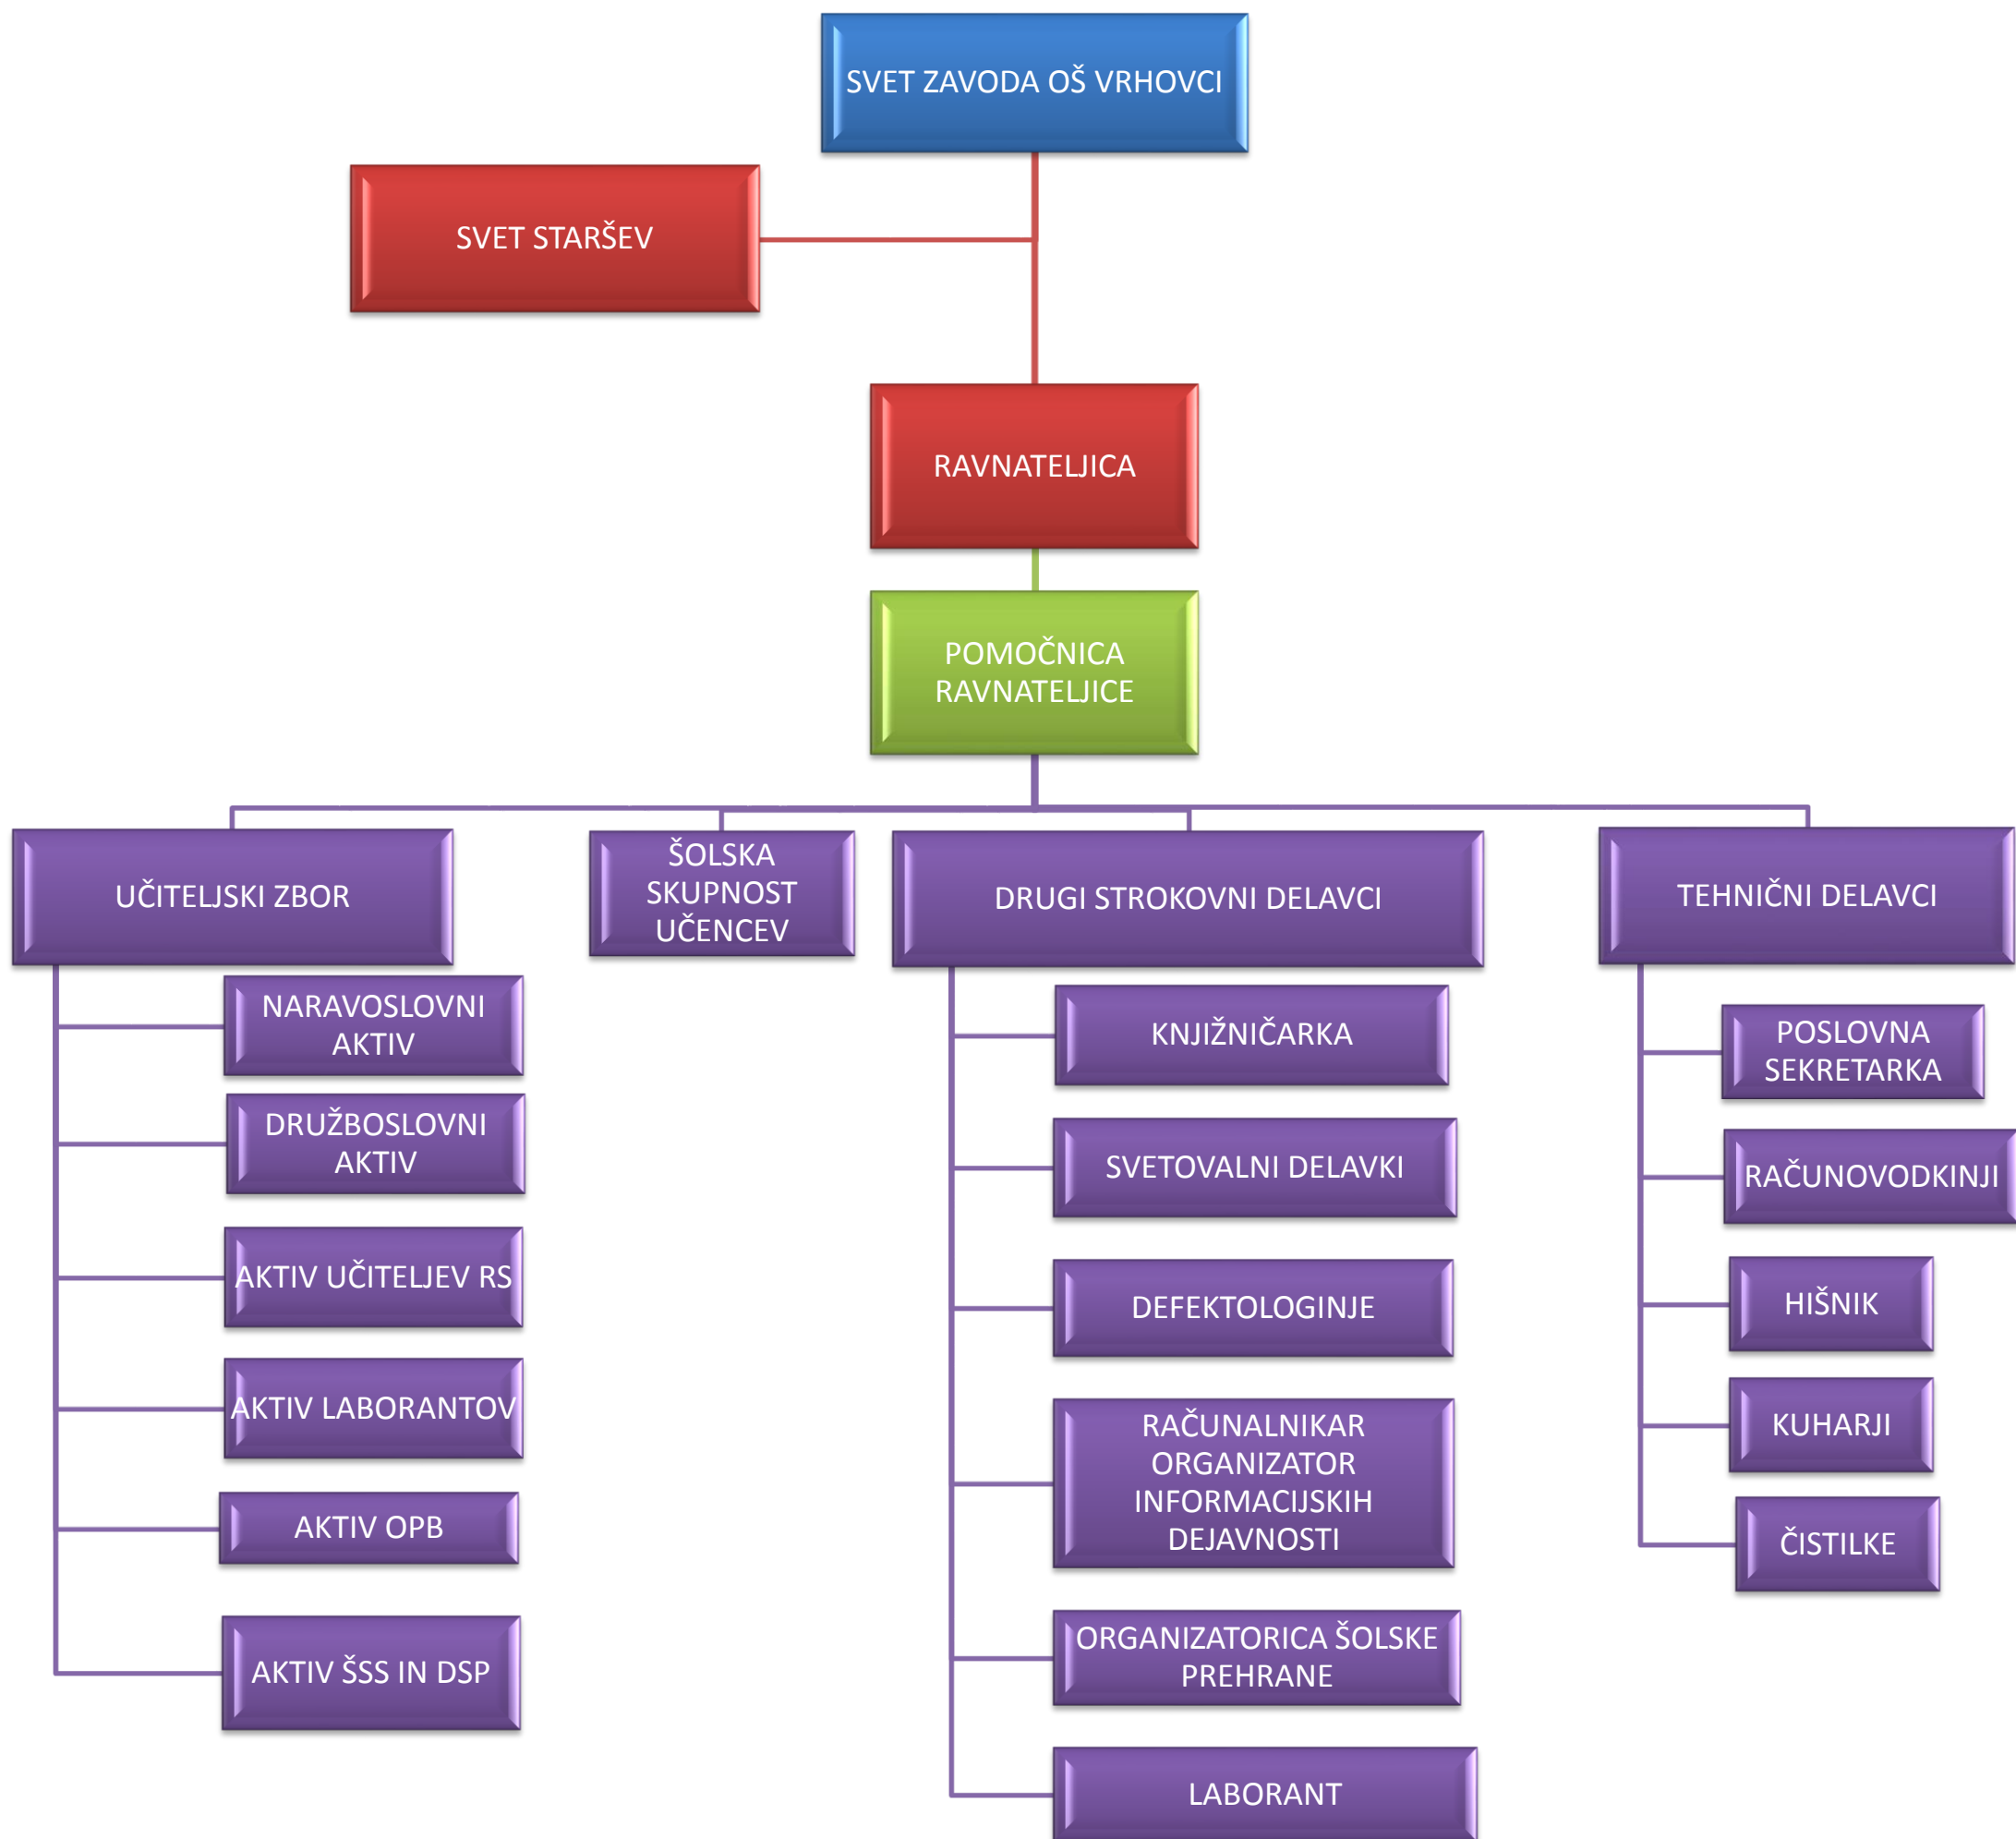 SVET ZAVODA OŠ VRHOVCI
SVET STARŠEV
RAVNATELJICA
POMOČNICA
RAVNATELJICE
UČITELJSKI ZBOR
NARAVOSLOVNI
AKTIV
DRUŽBOSLOVNI
AKTIV
AKTIV UČITELJEV RS
AKTIV LABORANTOV
AKTIV OPB
AKTIV ŠSS IN DSP
ŠOLSKA
SKUPNOST
UČENCEV
DRUGI STROKOVNI DELAVCI
KNJIŽNIČARKA
SVETOVALNI DELAVKI
DEFEKTOLOGINJE
RAČUNALNIKAR
ORGANIZATOR
INFORMACIJSKIH
DEJAVNOSTI
ORGANIZATORICA ŠOLSKE
PREHRANE
LABORANT
TEHNIČNI DELAVCI
POSLOVNA
SEKRETARKA
RAČUNOVODKINJI
HIŠNIK
KUHARJI
ČISTILKE